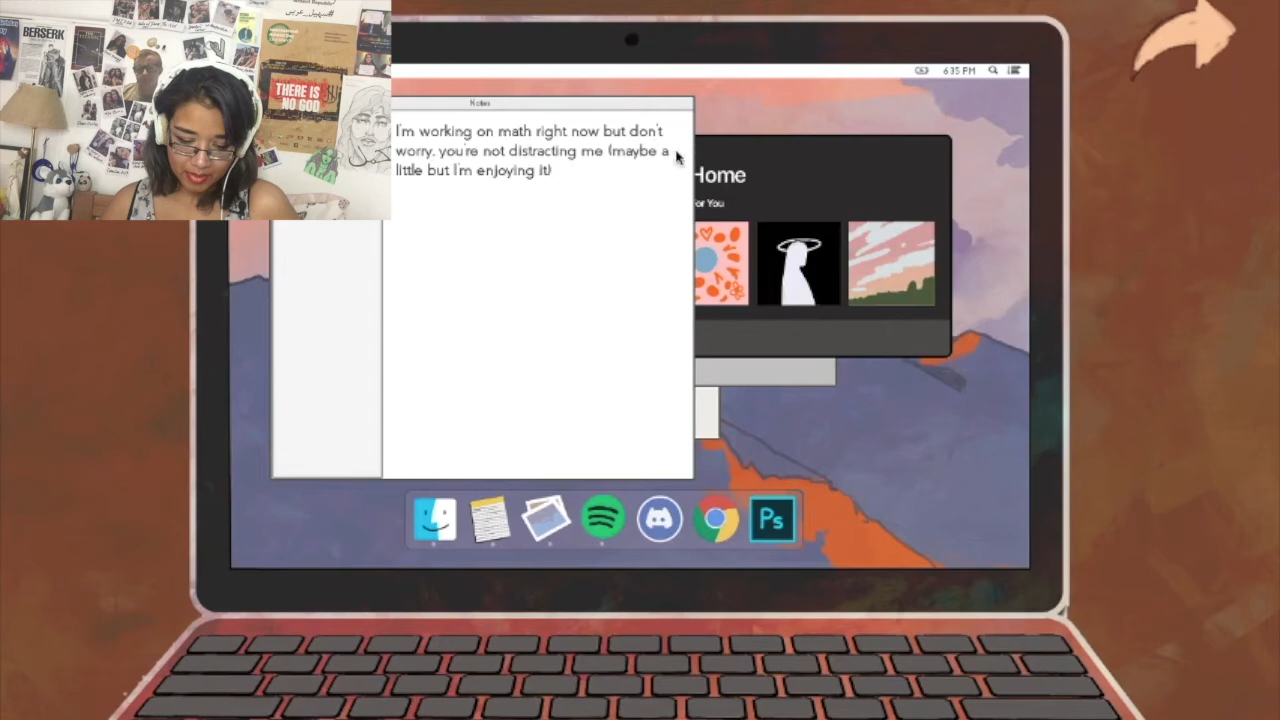 BERSERK
THERE IS
NO GOD
6:35 PM
Notes
I'm working on math right now but don't
worry. you're not distracting me (maybe a
little but I'm enjoying it)
Home
For You
Ps